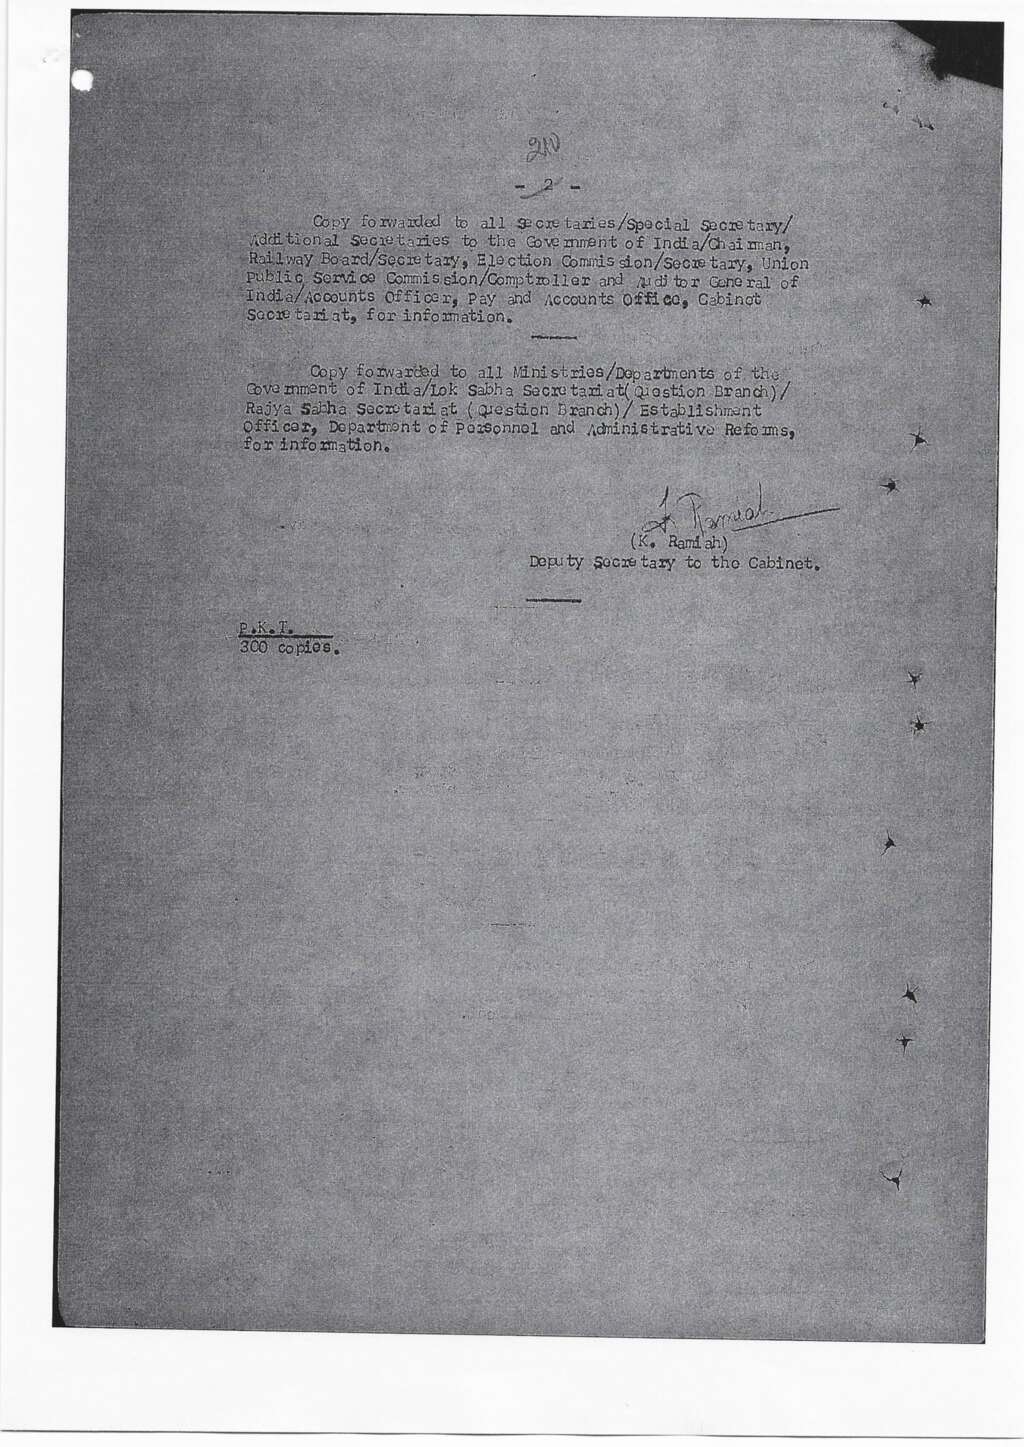 - 2 -
Copy forwarded to all Secretaries/Special Secretary/
Additional Secretaries to the Government of India/Chairman,
Railway Board/Secretary, Election Commission/Secretary, Union
Public Service Commission/Comptroller and Auditor General of
India/Accounts Officer, Pay and Accounts Office, Cabinet
Secretariat, for information.
Copy forwarded to all Ministries/Departments of the
Government of India/Lok Sabha Secretariat(Question Branch)/
Rajya Sabha Secretariat (Question Branch)/ Establishment
Officer, Department of Personnel and Administrative Reforms,
for information.
K. Ramiah
(K. Ramiah)
Deputy Secretary to the Cabinet.
P.K.T.
300 copies.